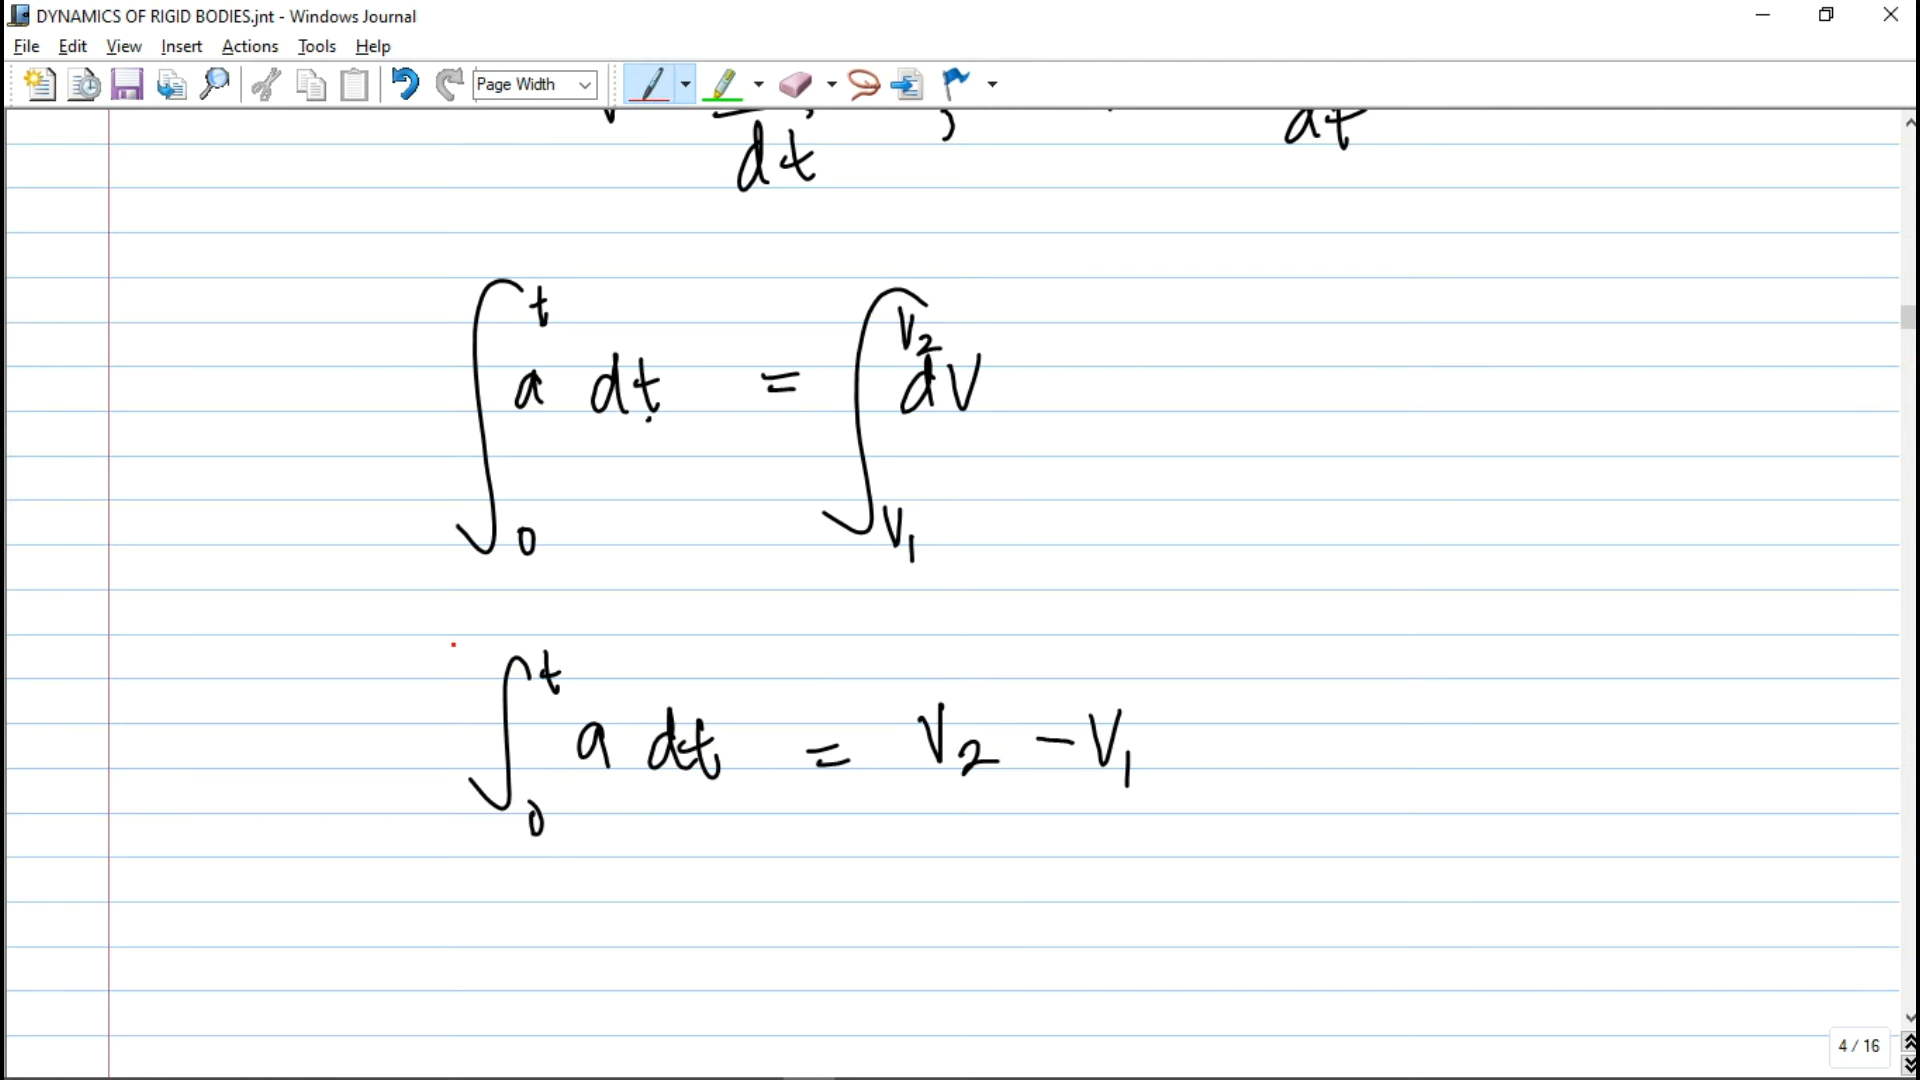 DYNAMICS OF RIGID BODIES.jnt - Windows Journal
File Edit View Insert Actions Tools Help
Page Width
dt , dt
∫₀ᵗ a dt = ∫_{V₁}^{V₂} dV
∫₀ᵗ a dt = V₂ - V₁
4 / 16